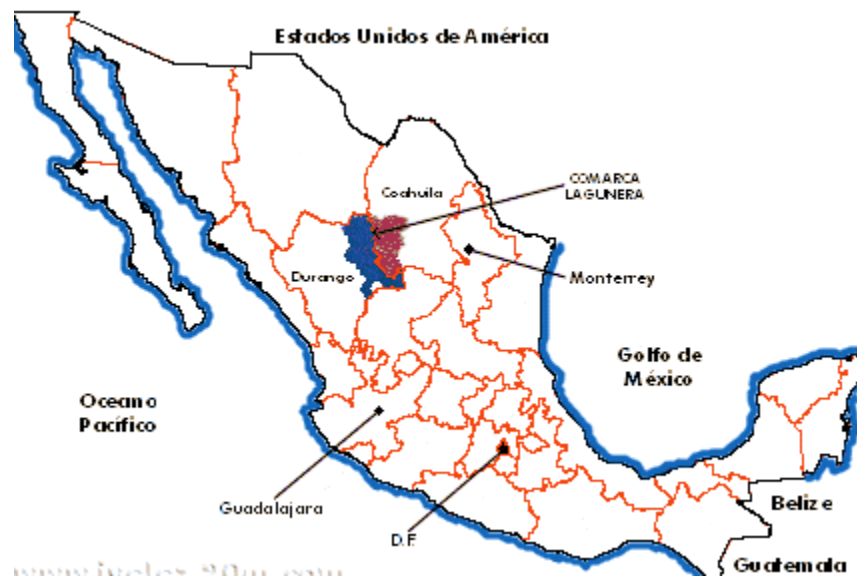 Estados Unidos de América
COMARCA
LAGUNERA
Coahuila
Durango
Monterrey
Golfo de
México
Oceano
Pacífico
Guadalajara
D.F.
Belize
Guatemala